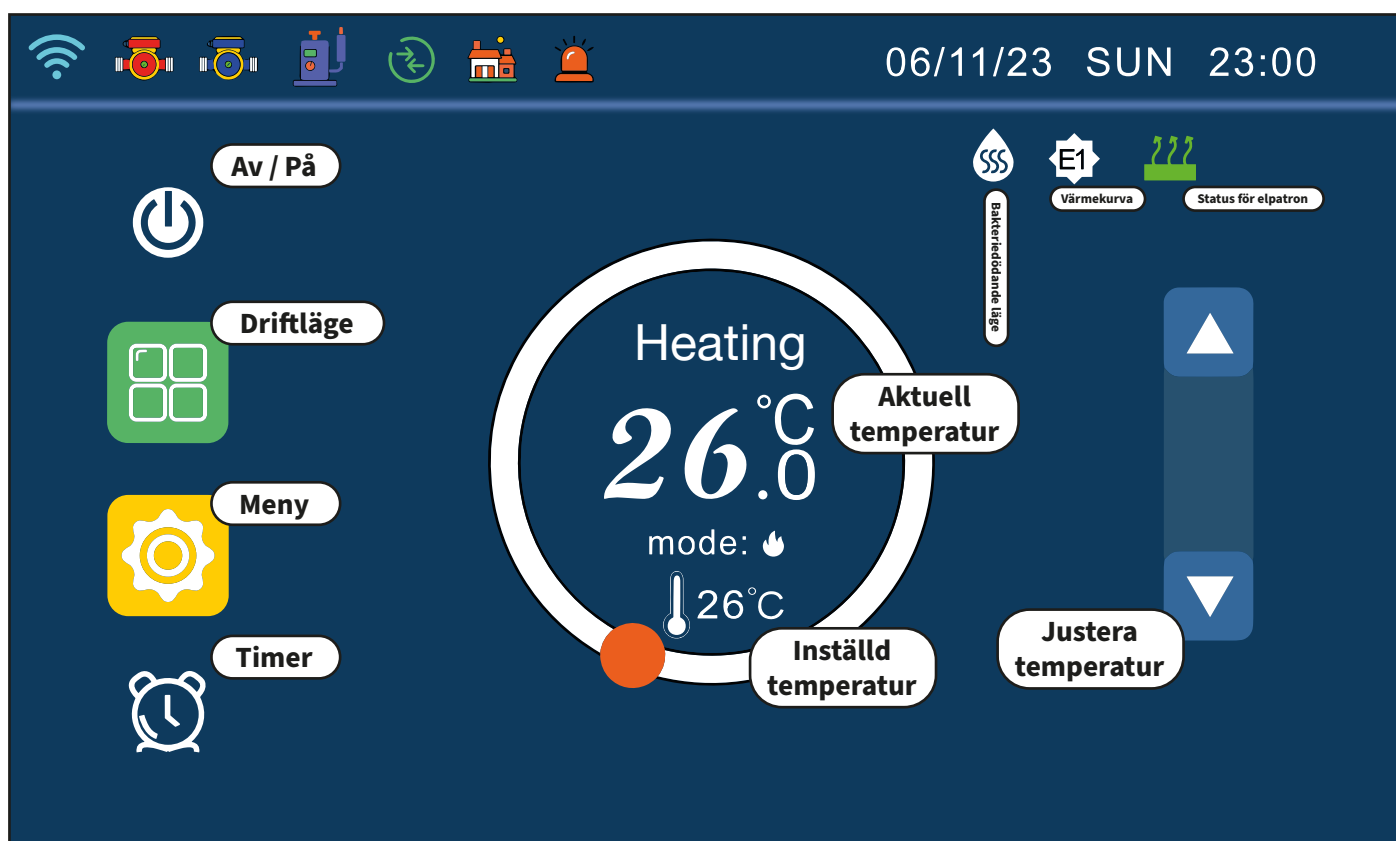 06/11/23 SUN 23:00
Av / På
E1
Värmekurva
Status för elpatron
Bakteriedödande läge
Driftläge
Heating
Aktuell
temperatur
26.0°C
Meny
mode:
26°C
Timer
Inställd
temperatur
Justera
temperatur